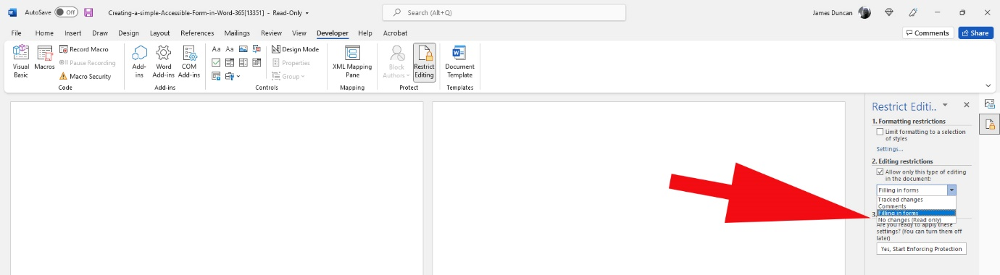 AutoSave Off Creating-a-simple-Accessible-Form-in-Word-365[13351] - Read-Only Search (Alt+Q) James Duncan
File Home Insert Draw Design Layout References Mailings Review View Developer Help Acrobat Comments Share
Visual Basic
Macros
Record Macro
Pause Recording
Macro Security
Code
Add-ins
Word Add-ins
COM Add-ins
Add-ins
Aa Aa
Design Mode
Properties
Group
Controls
XML Mapping Pane
Mapping
Block Authors
Restrict Editing
Protect
Document Template
Templates
Restrict Editi..
1. Formatting restrictions
Limit formatting to a selection
of styles
Settings...
2. Editing restrictions
Allow only this type of editing
in the document:
Filling in forms
Tracked changes
Comments
Filling in forms
No changes (Read only)
3.
Are you ready to apply these
settings? (You can turn them off
later)
Yes, Start Enforcing Protection